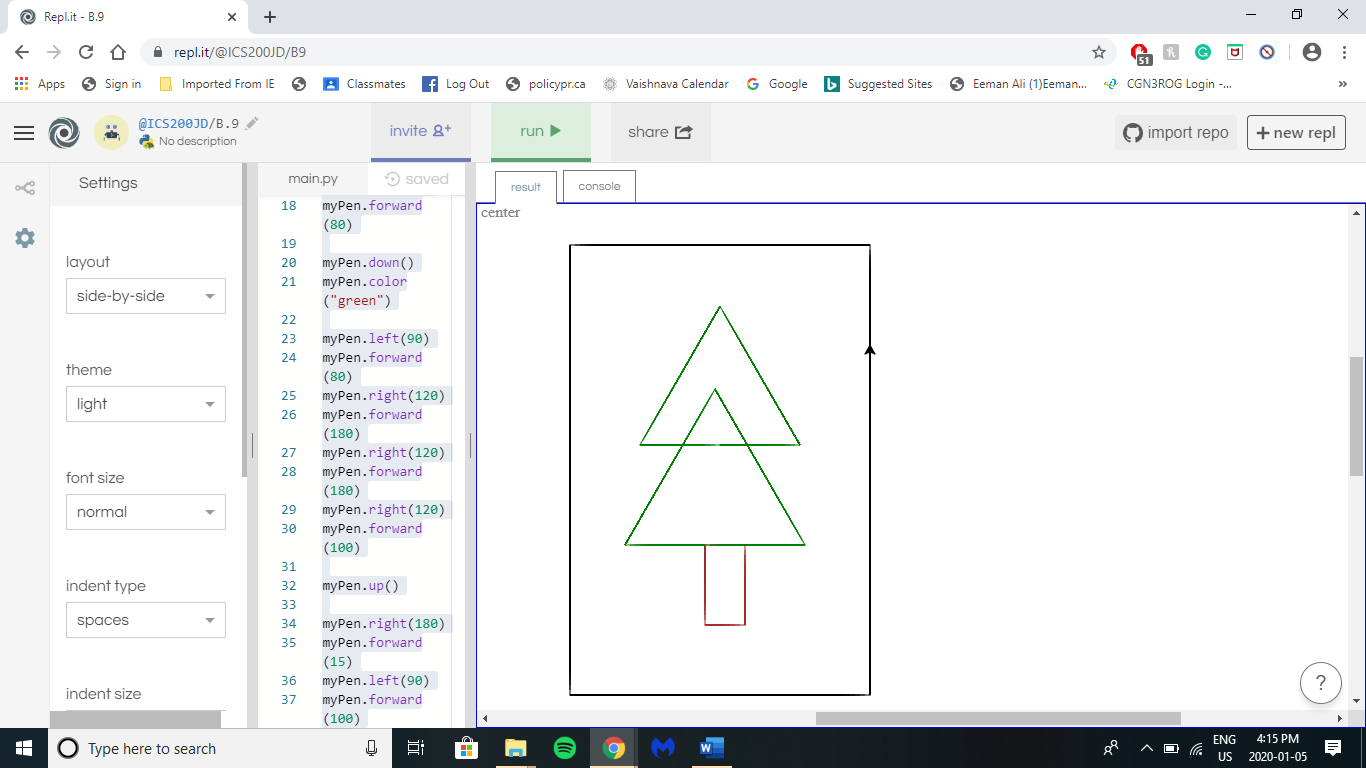 Repl.it - B.9
repl.it/@ICS200JD/B9
51
Apps Sign in Imported From IE Classmates Log Out policypr.ca Vaishnava Calendar Google Suggested Sites Eeman Ali (1)Eeman... CGN3ROG Login -... »
@ICS200JD/B.9
No description
invite
run
share
import repo
+ new repl
Settings
layout
side-by-side
theme
light
font size
normal
indent type
spaces
indent size
main.py
saved
18 myPen.forward
(80)
19
20 myPen.down()
21 myPen.color
("green")
22
23 myPen.left(90)
24 myPen.forward
(80)
25 myPen.right(120)
26 myPen.forward
(180)
27 myPen.right(120)
28 myPen.forward
(180)
29 myPen.right(120)
30 myPen.forward
(100)
31
32 myPen.up()
33
34 myPen.right(180)
35 myPen.forward
(15)
36 myPen.left(90)
37 myPen.forward
(100)
result
console
center
?
Type here to search
ENG
US
4:15 PM
2020-01-05